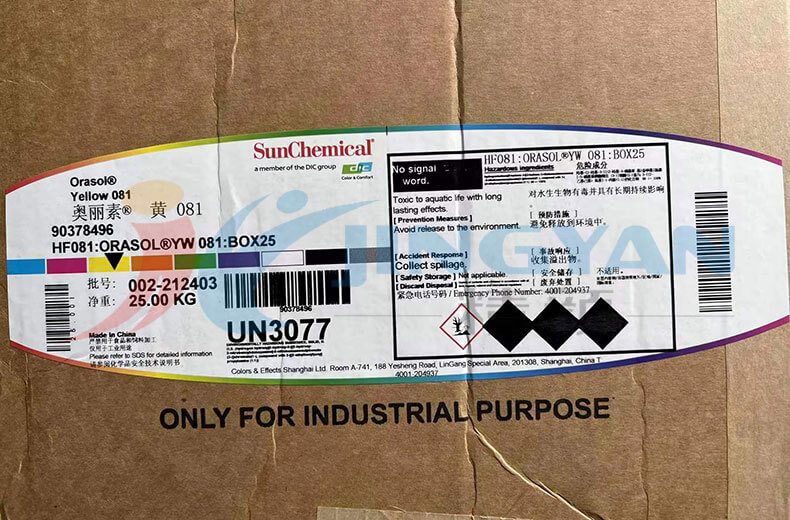 SunChemical®
a member of the DIC group
DIC
Color & Comfort
Orasol®
Yellow 081
奥丽素® 黄 081
90378496
HF081:ORASOL®YW 081:BOX25
批号: 002-212403
净重: 25.00 KG
90378496
UN3077
Made in China
严禁用于食品和饲料加工
仅用于工业用途
Please refer to SDS for detailed information
请参阅化学品安全技术说明书
No signal
word.
HF081:ORASOL®YW 081:BOX25
Hazardous ingredients
危险成分
Toxic to aquatic life with long
lasting effects.
对水生生物有毒并具有长期持续影响
[ Prevention Measures ]
[ 预防措施 ]
Avoid release to the environment.
避免释放到环境中。
[ Accident Response ]
[ 事故响应 ]
Collect spillage.
收集溢出物。
[ Safety Storage ] Not applicable.
[ 安全储存 ] 不适用。
[ Discard Disposal ]
[ 废弃处置 ]
紧急电话号码 / Emergency Phone Number: 4001-204937
Colors & Effects Shanghai Ltd. Room A-741, 188 Yesheng Road, LinGang Special Area, 201308, Shanghai, China T
4001-204937
JINGYAN
ONLY FOR INDUSTRIAL PURPOSE